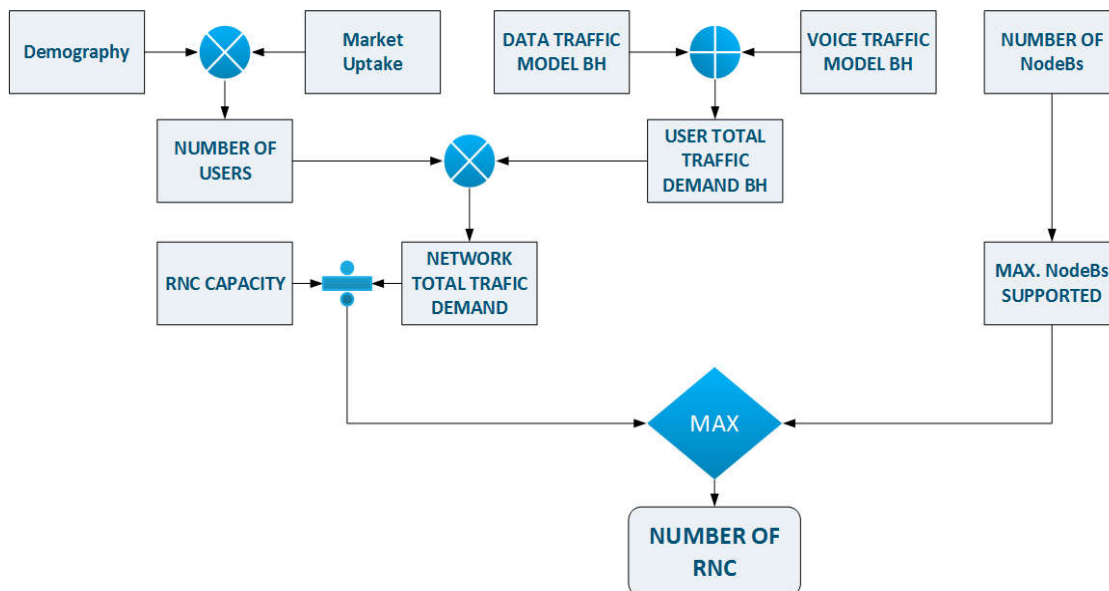 Demography
Market
Uptake
DATA TRAFFIC
MODEL BH
VOICE TRAFFIC
MODEL BH
NUMBER OF
NodeBs
NUMBER OF
USERS
USER TOTAL
TRAFFIC
DEMAND BH
RNC CAPACITY
NETWORK
TOTAL TRAFIC
DEMAND
MAX. NodeBs
SUPPORTED
MAX
NUMBER OF
RNC